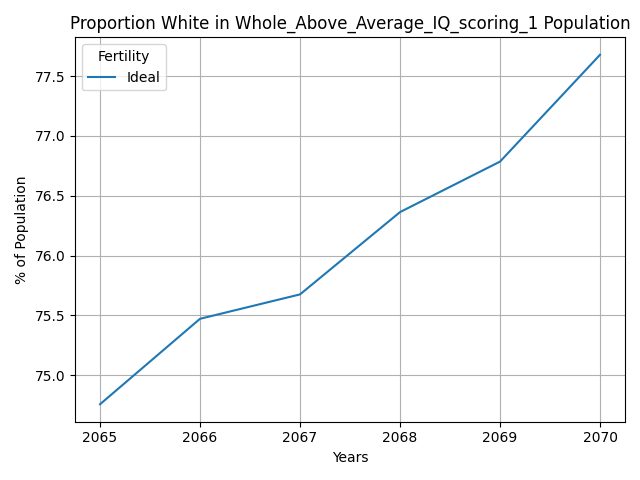 Proportion White in Whole_Above_Average_IQ_scoring_1 Population
Fertility
Ideal
77.5
77.0
76.5
76.0
75.5
75.0
% of Population
2065 2066 2067 2068 2069 2070
Years